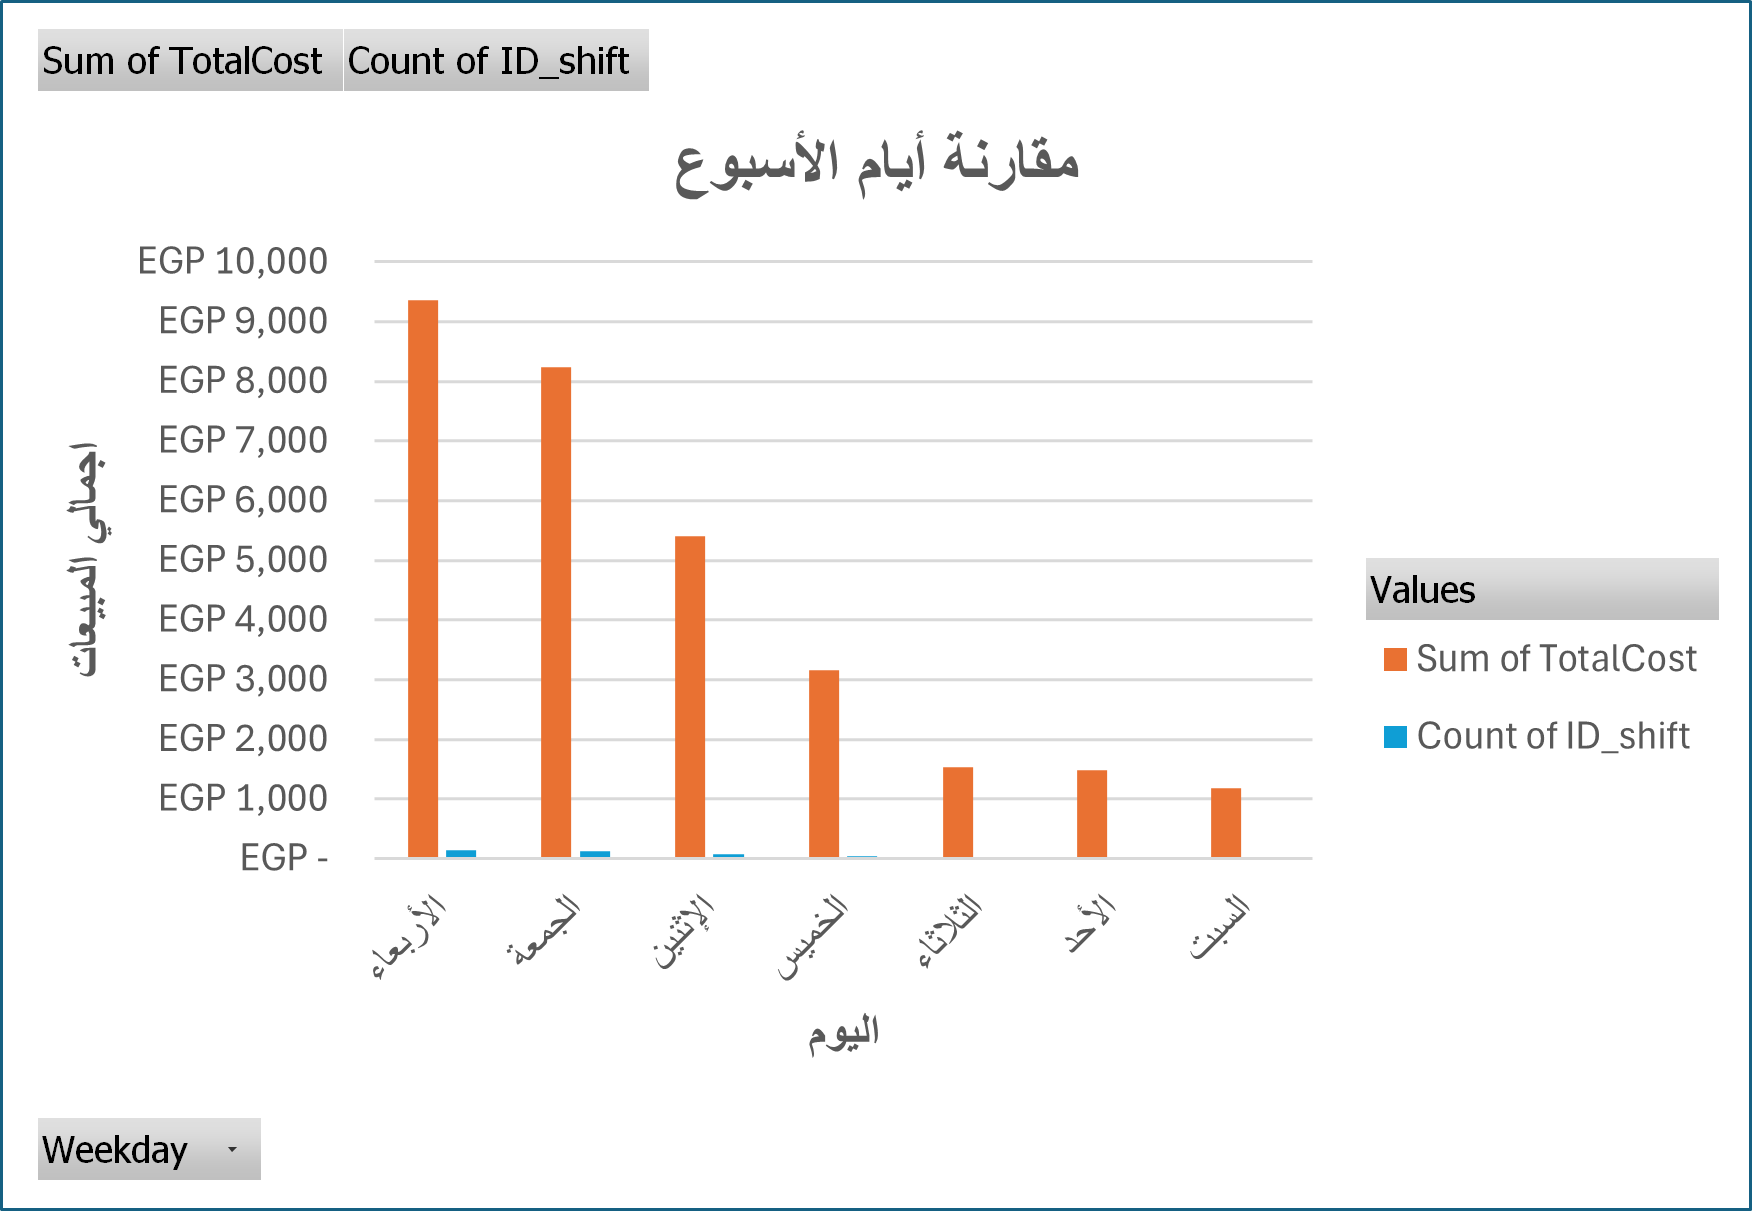 Sum of TotalCost Count of ID_shift
مقارنة أيام الأسبوع
EGP 10,000
EGP 9,000
EGP 8,000
EGP 7,000
EGP 6,000
EGP 5,000
EGP 4,000
EGP 3,000
EGP 2,000
EGP 1,000
EGP -
اجمالي المبيعات
الأربعاء
الجمعة
الإثنين
الخميس
الثلاثاء
الأحد
السبت
اليوم
Values
Sum of TotalCost
Count of ID_shift
Weekday